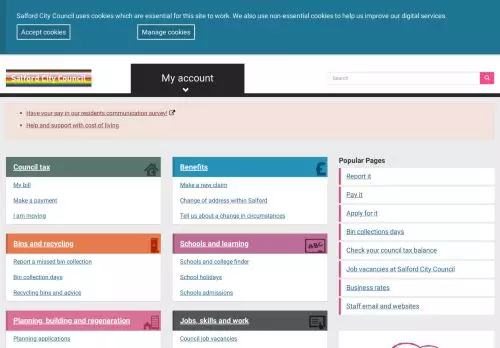 Salford City Council uses cookies which are essential for this site to work. We also use non-essential cookies to help us improve our digital services.
Accept cookies
Manage cookies
Salford City Council
My account
Search
Have your say in our residents communication survey!
Help and support with cost of living
Council tax
My bill
Make a payment
I am moving
Benefits
Make a new claim
Change of address within Salford
Tell us about a change in circumstances
Bins and recycling
Report a missed bin collection
Bin collection days
Recycling bins and advice
Schools and learning
ABC
Schools and college finder
School holidays
Schools admissions
Planning, building and regeneration
Planning applications
Jobs, skills and work
Council job vacancies
Popular Pages
Report it
Pay it
Apply for it
Bin collections days
Check your council tax balance
Job vacancies at Salford City Council
Business rates
Staff email and websites